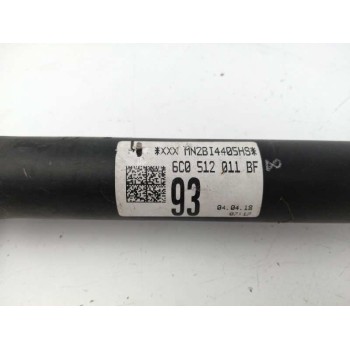 *XXX MN2BI4405HS*
6C0 512 011 BF
93
04.04.18